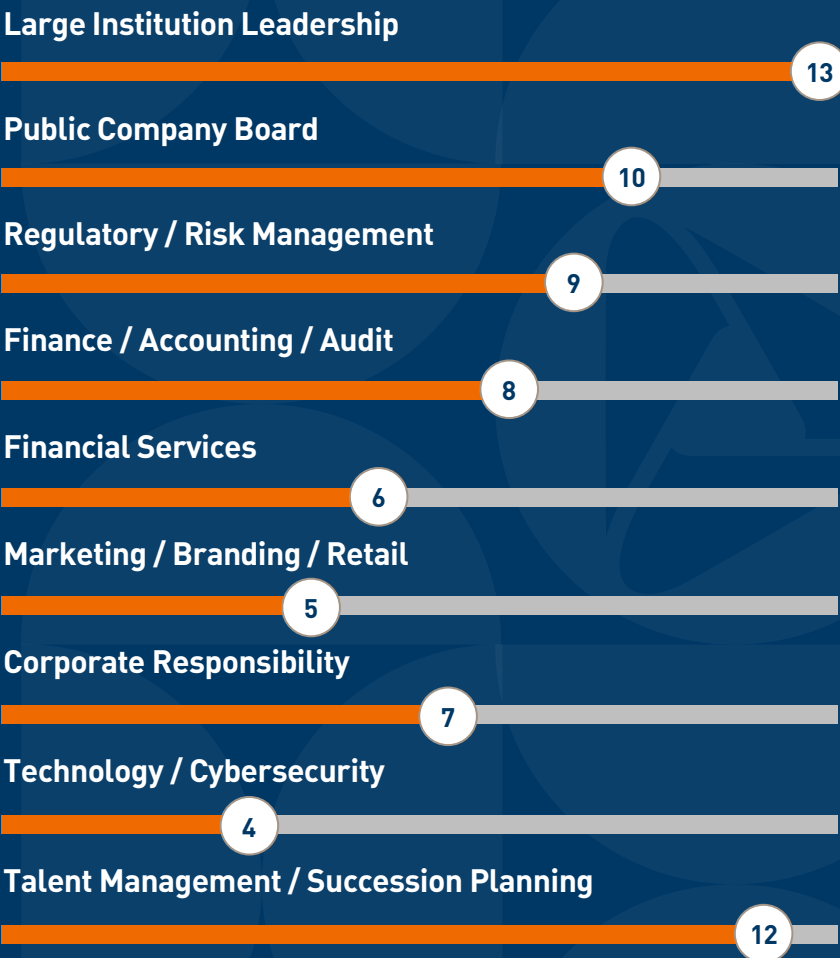 Large Institution Leadership
13
Public Company Board
10
Regulatory / Risk Management
9
Finance / Accounting / Audit
8
Financial Services
6
Marketing / Branding / Retail
5
Corporate Responsibility
7
Technology / Cybersecurity
4
Talent Management / Succession Planning
12